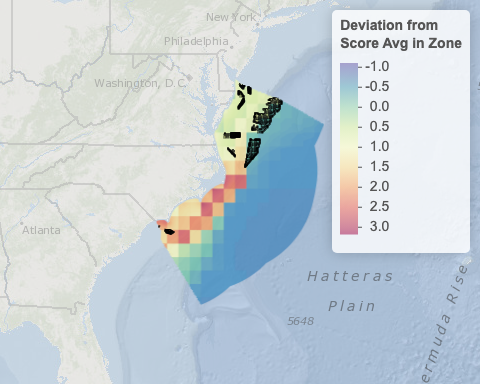 New York
Philadelphia
Washington, D.C.
Atlanta
Deviation from
Score Avg in Zone
-1.0
-0.5
0.0
0.5
1.0
1.5
2.0
2.5
3.0
Hatteras
Plain
5648
ermuda Rise